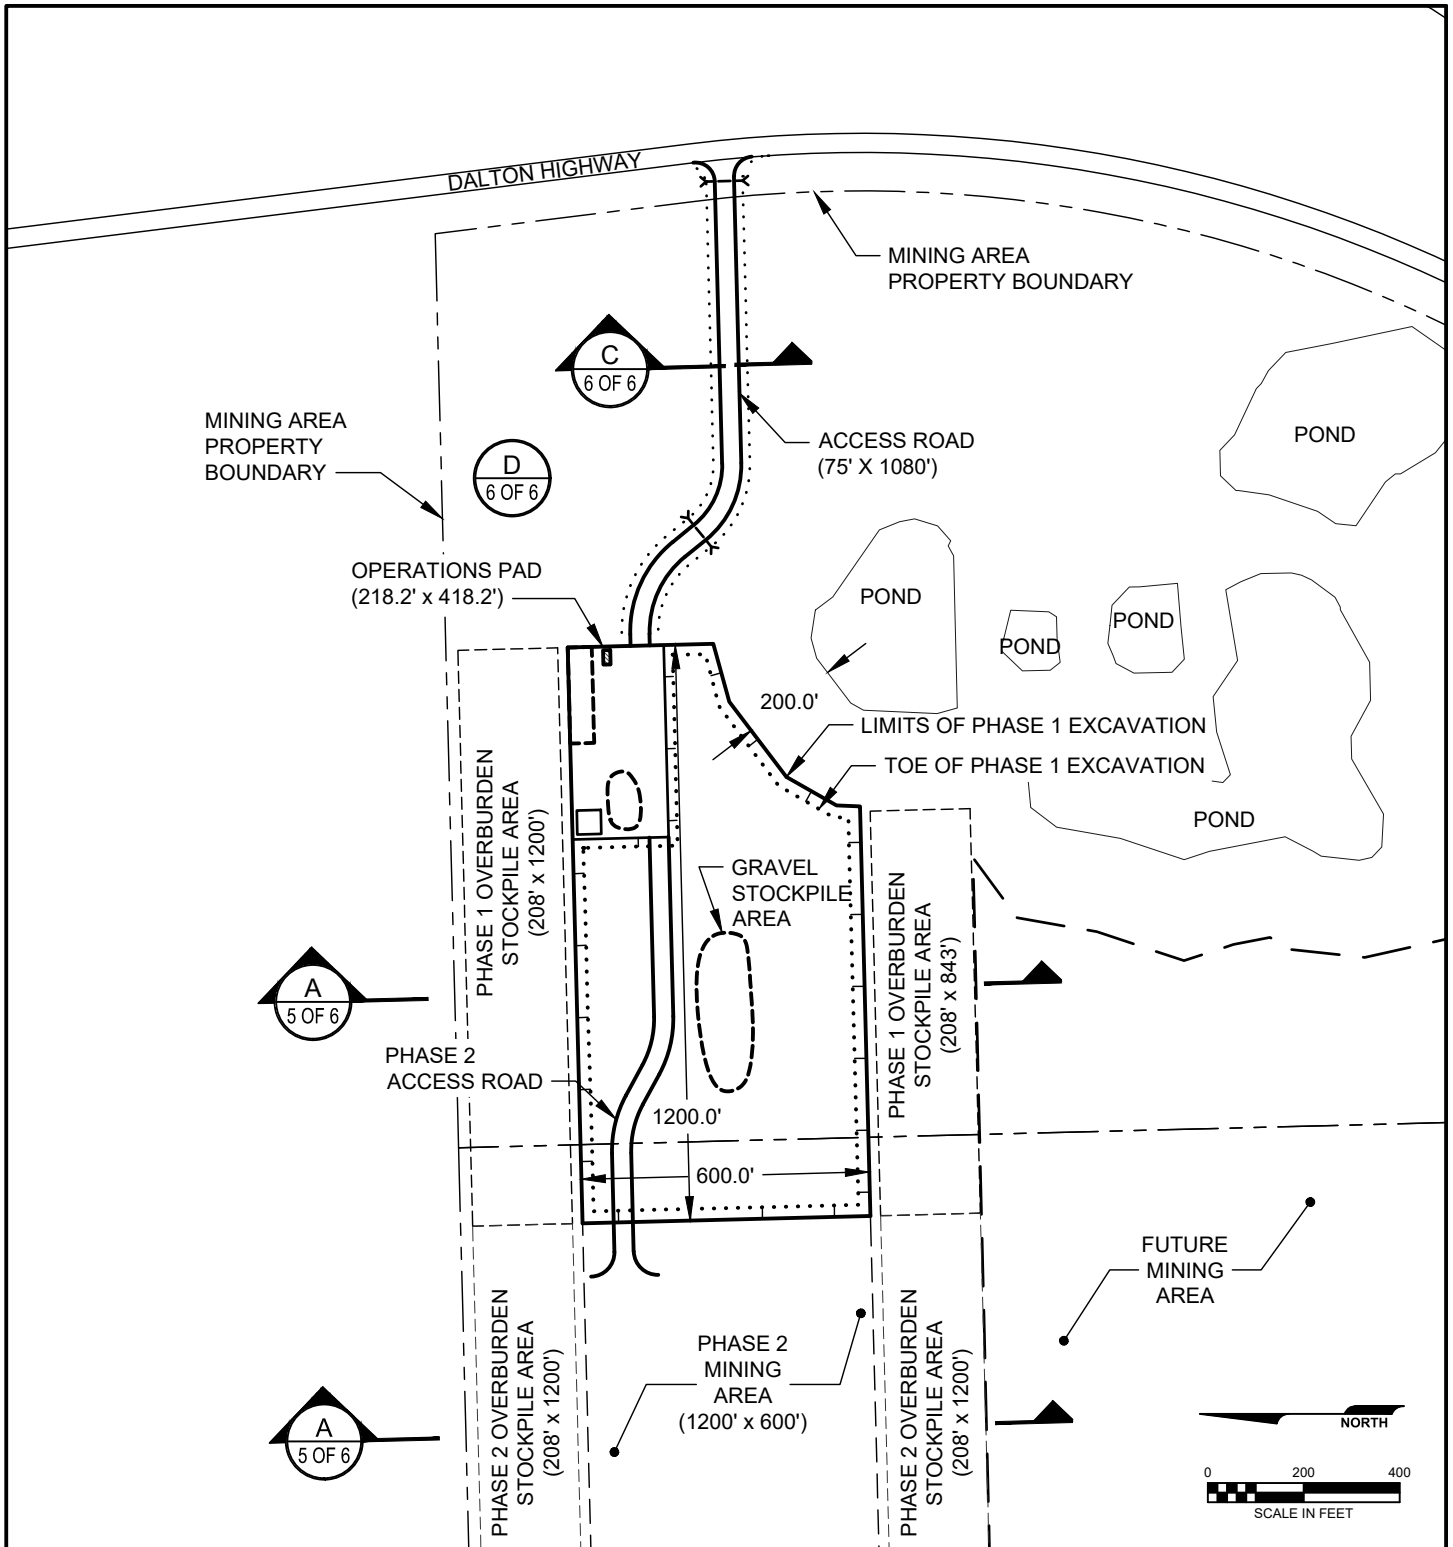 DALTON HIGHWAY
MINING AREA
PROPERTY BOUNDARY
C
6 OF 6
MINING AREA
PROPERTY
BOUNDARY
ACCESS ROAD
(75' X 1080')
POND
D
6 OF 6
OPERATIONS PAD
(218.2' x 418.2')
POND
POND
POND
200.0'
LIMITS OF PHASE 1 EXCAVATION
TOE OF PHASE 1 EXCAVATION
POND
PHASE 1 OVERBURDEN
STOCKPILE AREA
(208' x 1200')
GRAVEL
STOCKPILE
AREA
PHASE 1 OVERBURDEN
STOCKPILE AREA
(208' x 843')
A
5 OF 6
PHASE 2
ACCESS ROAD
1200.0'
600.0'
FUTURE
MINING
AREA
PHASE 2 OVERBURDEN
STOCKPILE AREA
(208' x 1200')
PHASE 2
MINING
AREA
(1200' x 600')
PHASE 2 OVERBURDEN
STOCKPILE AREA
(208' x 1200')
A
5 OF 6
NORTH
0 200 400
SCALE IN FEET